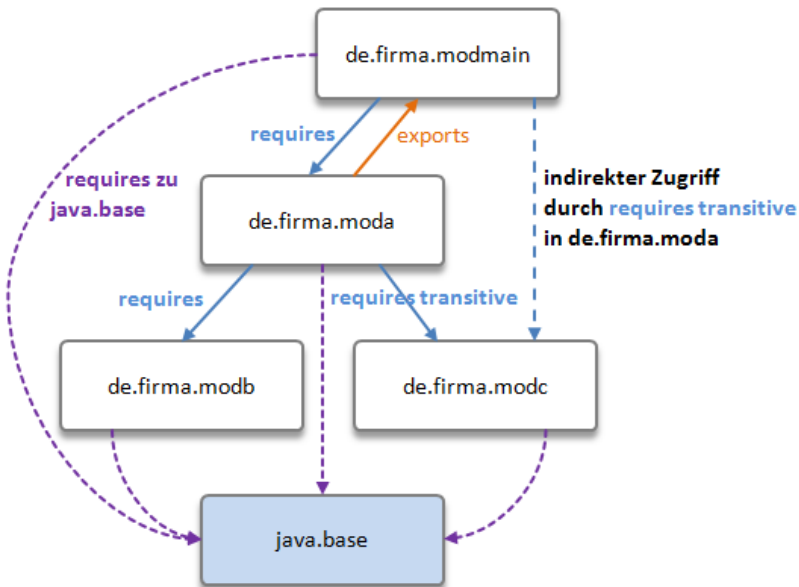 de.firma.modmain
requires
exports
requires zu
java.base
indirekter Zugriff
durch requires transitive
in de.firma.moda
de.firma.moda
requires
requires transitive
de.firma.modb
de.firma.modc
java.base